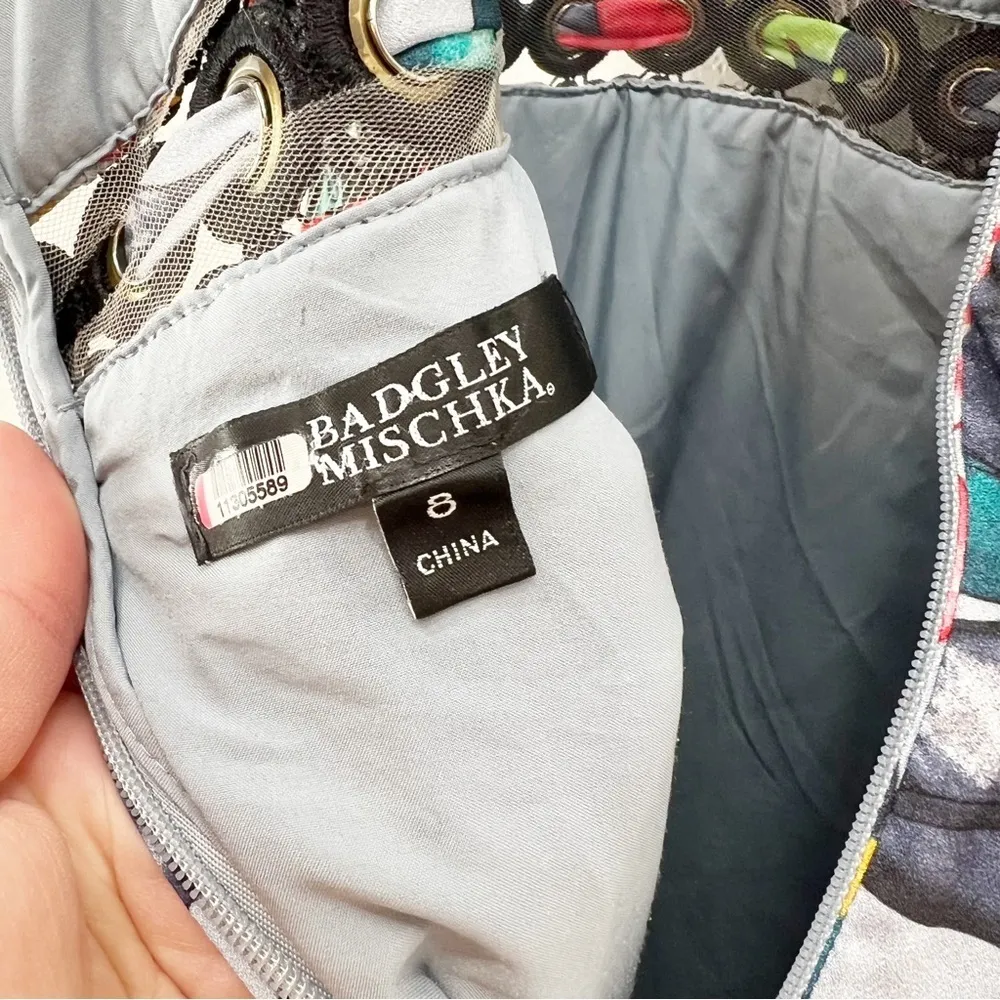 BADGLEY
MISCHKA®
11305589
8
CHINA